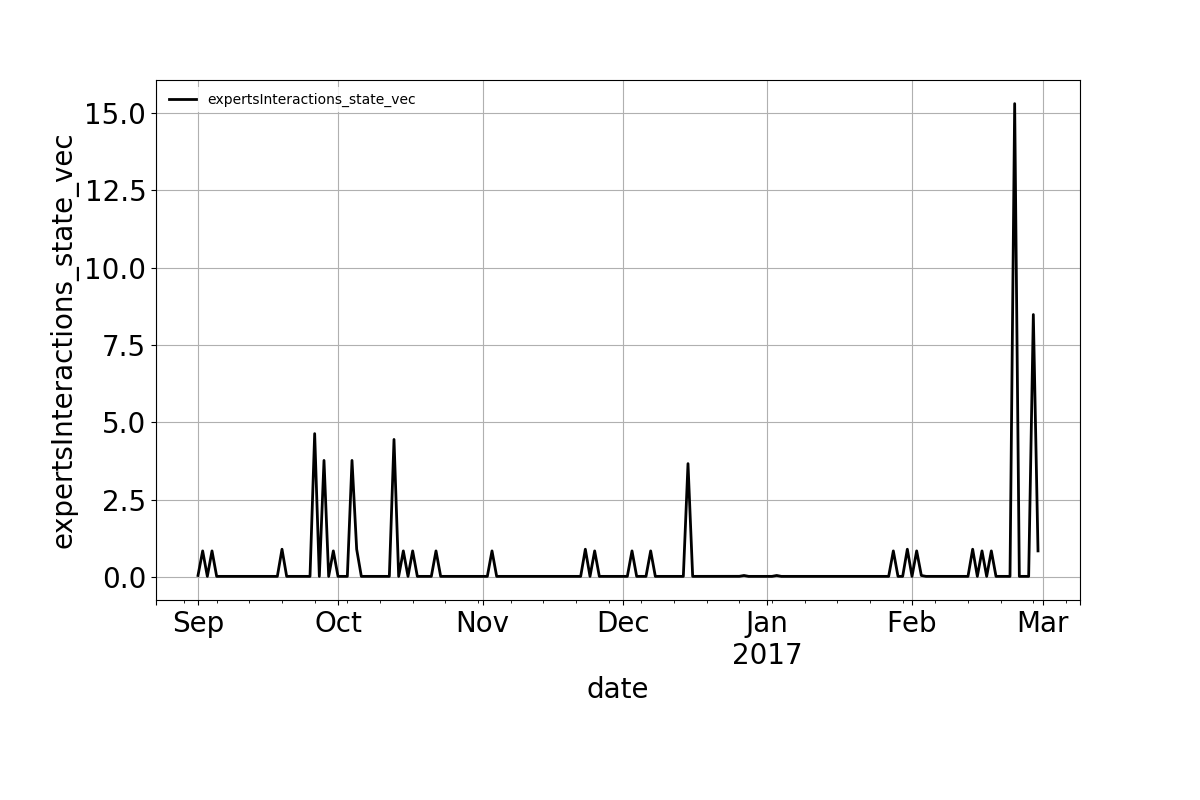 expertsInteractions_state_vec
expertsInteractions_state_vec
15.0
12.5
10.0
7.5
5.0
2.5
0.0
Sep Oct Nov Dec Jan Feb Mar
2017
date